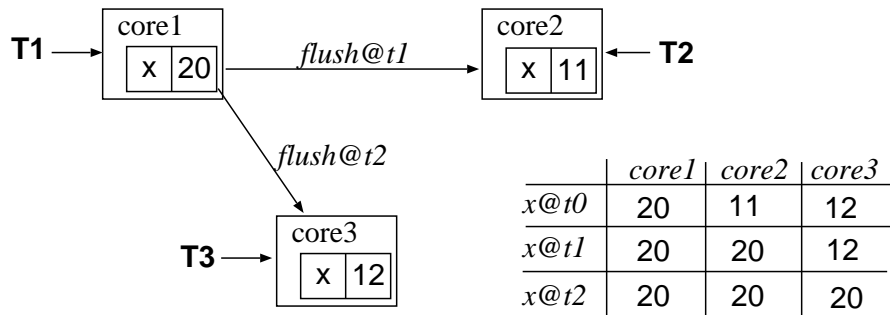 core1
core2
T1
x 20
flush@t1
x 11
T2
flush@t2
core3
T3
x 12
core1 core2 core3
x@t0 20 11 12
x@t1 20 20 12
x@t2 20 20 20